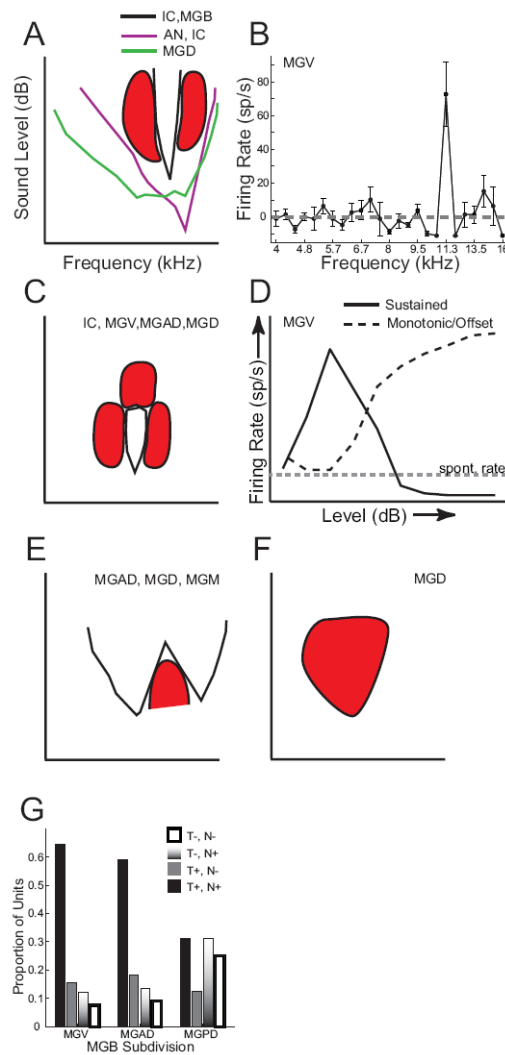 A
IC,MGB
AN, IC
MGD
Sound Level (dB)
Frequency (kHz)
B
MGV
Firing Rate (sp/s)
80
60
40
20
0
4 4.8 5.7 6.7 8 9.5 11.3 13.5 16
Frequency (kHz)
C
IC, MGV,MGAD,MGD
D
Sustained
Monotonic/Offset
MGV
Firing Rate (sp/s)
spont. rate
Level (dB)
E
MGAD, MGD, MGM
F
MGD
G
T-, N-
T-, N+
T+, N-
T+, N+
Proportion of Units
0.6
0.5
0.4
0.3
0.2
0.1
0
MGV MGAD MGPD
MGB Subdivision